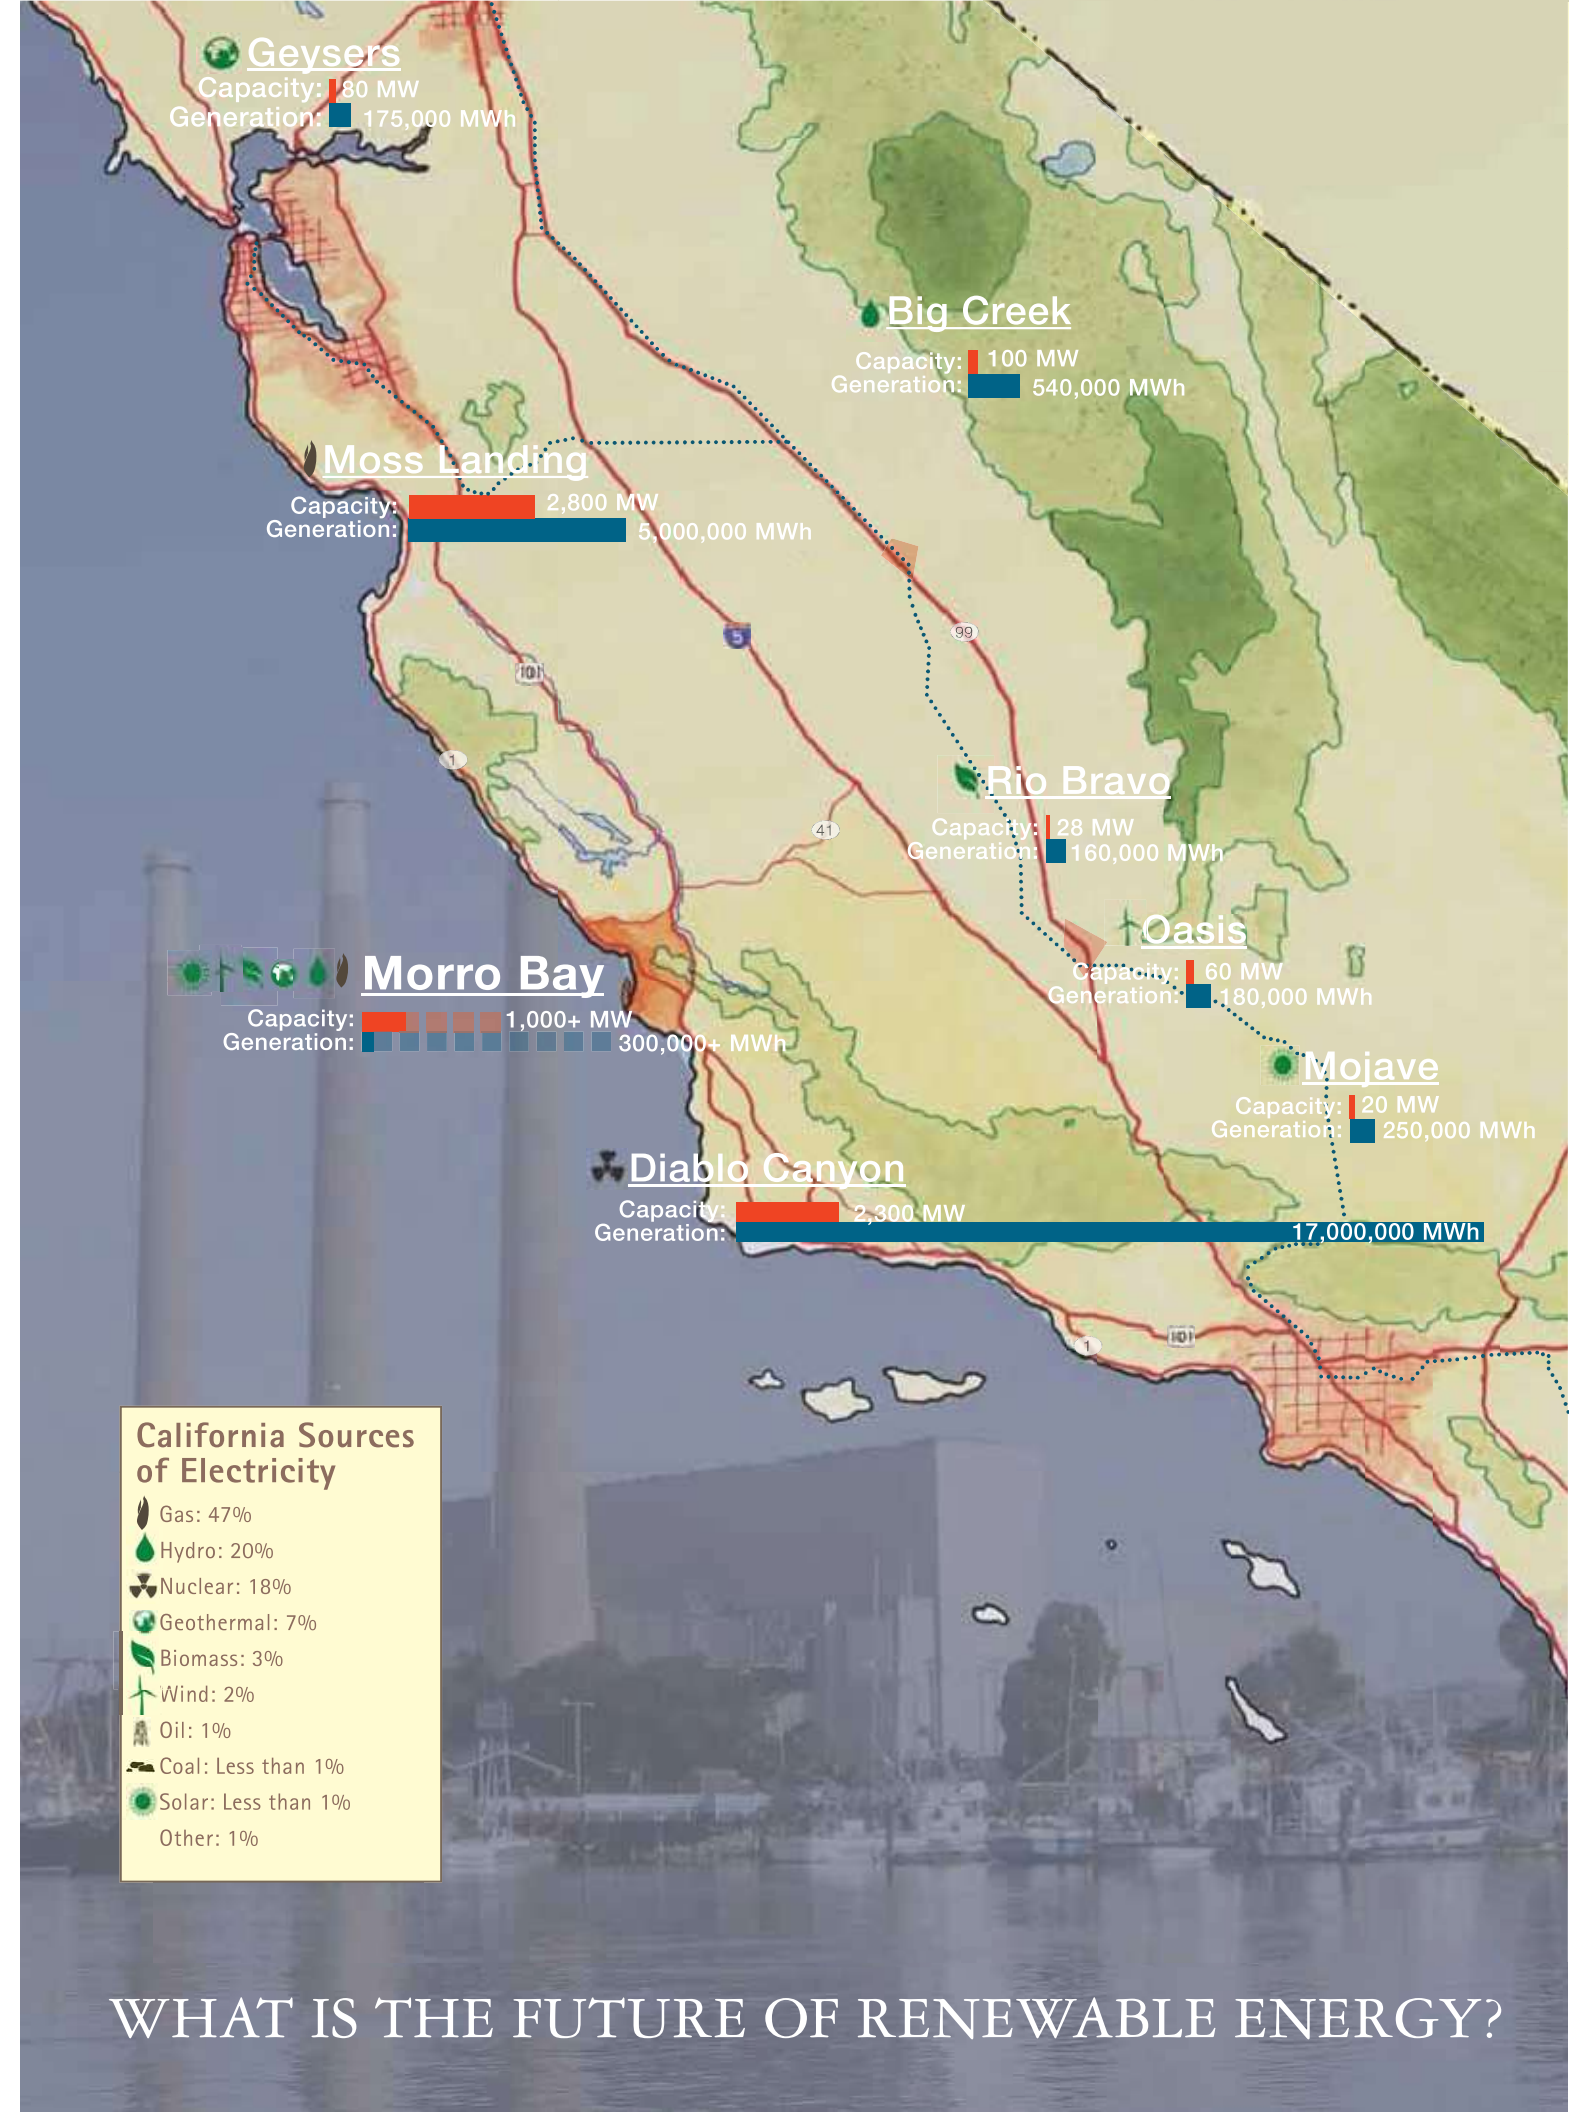 Geysers
Capacity: 80 MW
Generation: 175,000 MWh
Big Creek
Capacity: 100 MW
Generation: 540,000 MWh
Moss Landing
Capacity: 2,800 MW
Generation: 5,000,000 MWh
5
99
101
1
Rio Bravo
41
Capacity: 28 MW
Generation: 160,000 MWh
Oasis
Capacity: 60 MW
Generation: 180,000 MWh
Morro Bay
Capacity: 1,000+ MW
Generation: 300,000+ MWh
Mojave
Capacity: 20 MW
Generation: 250,000 MWh
Diablo Canyon
Capacity: 2,300 MW
Generation: 17,000,000 MWh
101
1
California Sources
of Electricity
Gas: 47%
Hydro: 20%
Nuclear: 18%
Geothermal: 7%
Biomass: 3%
Wind: 2%
Oil: 1%
Coal: Less than 1%
Solar: Less than 1%
Other: 1%
WHAT IS THE FUTURE OF RENEWABLE ENERGY?